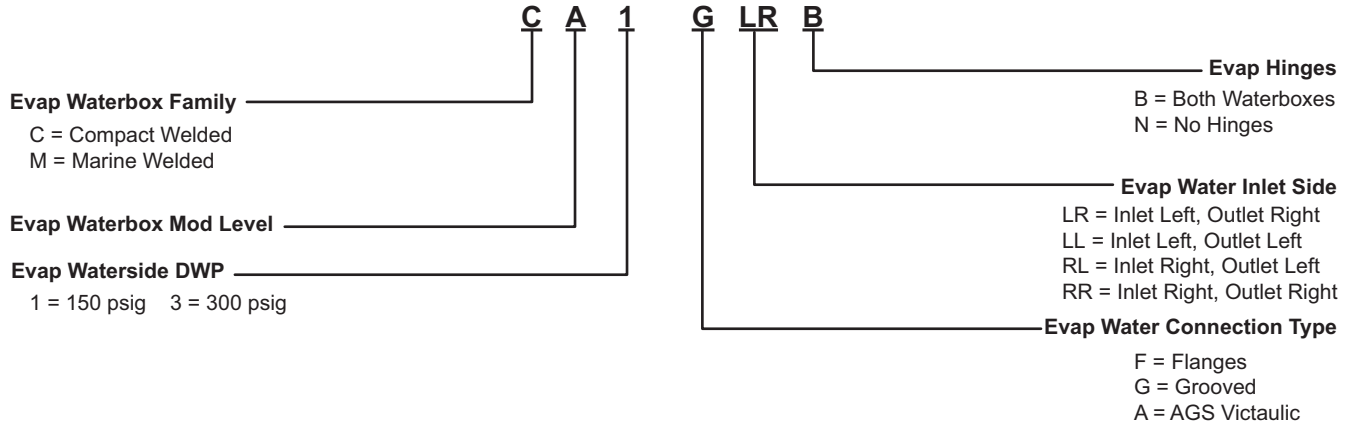 C A 1 G LR B
Evap Waterbox Family
C = Compact Welded
M = Marine Welded
Evap Waterbox Mod Level
Evap Waterside DWP
1 = 150 psig 3 = 300 psig
Evap Hinges
B = Both Waterboxes
N = No Hinges
Evap Water Inlet Side
LR = Inlet Left, Outlet Right
LL = Inlet Left, Outlet Left
RL = Inlet Right, Outlet Left
RR = Inlet Right, Outlet Right
Evap Water Connection Type
F = Flanges
G = Grooved
A = AGS Victaulic